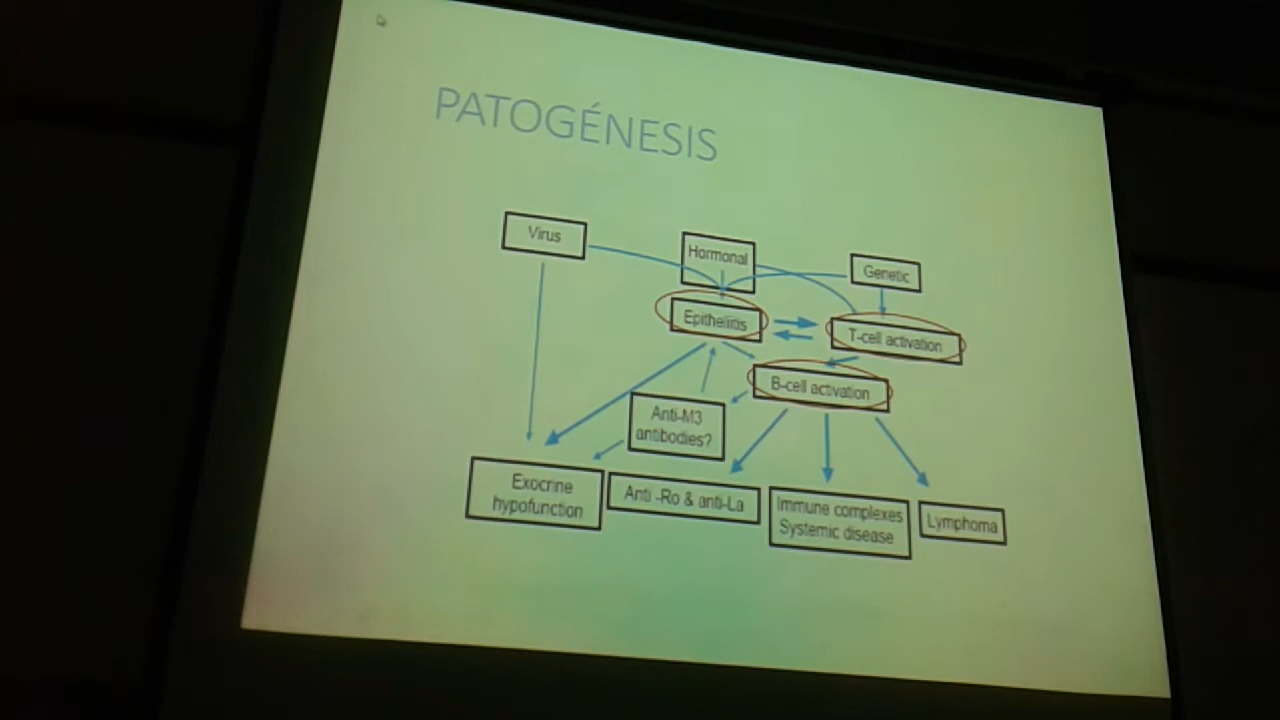 PATOGÉNESIS
Virus
Hormonal
Genetic
Epitheliitis
T-cell activation
B-cell activation
Anti-M3
antibodies?
Exocrine
hypofunction
Anti -Ro & anti-La
Immune complexes
Systemic disease
Lymphoma